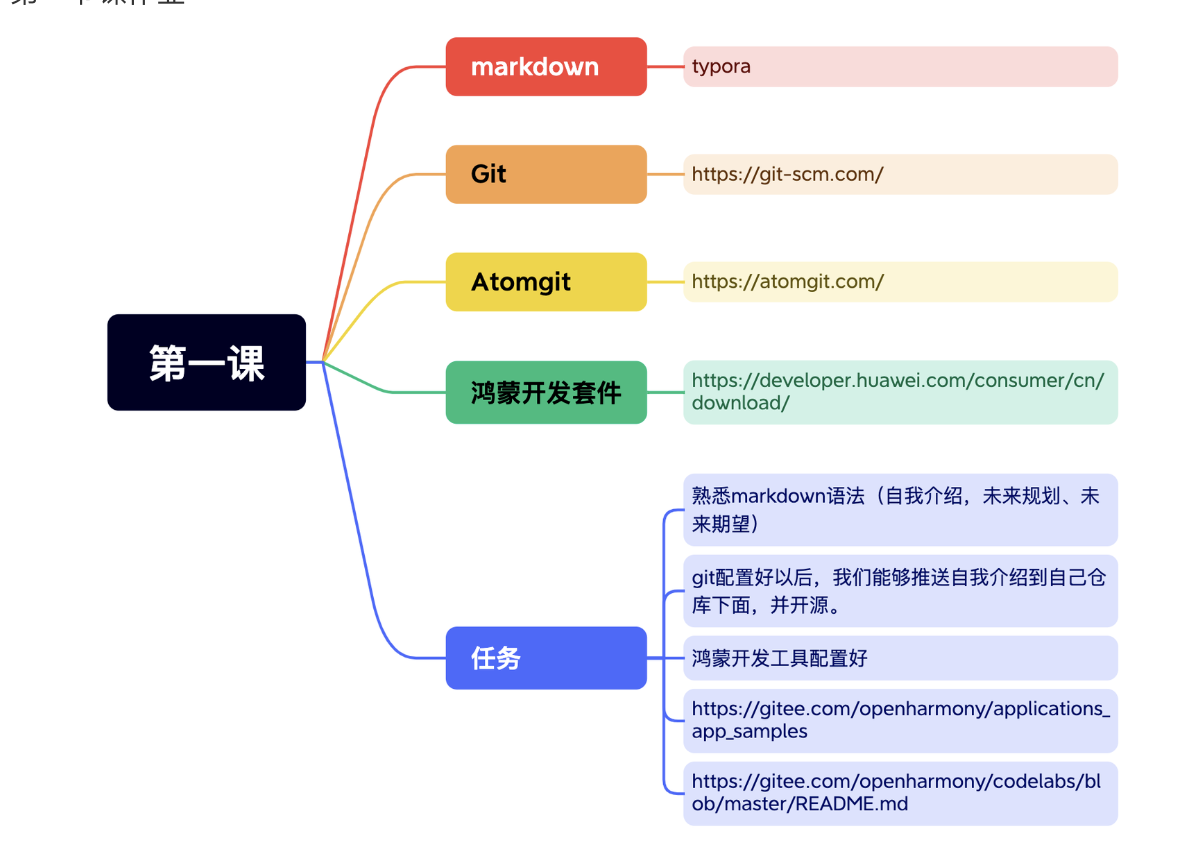 markdown
typora
Git
https://git-scm.com/
Atomgit
https://atomgit.com/
第一课
鸿蒙开发套件
https://developer.huawei.com/consumer/cn/
download/
任务
熟悉markdown语法（自我介绍，未来规划、未
来期望）
git配置好以后，我们能够推送自我介绍到自己仓
库下面，并开源。
鸿蒙开发工具配置好
https://gitee.com/openharmony/applications_
app_samples
https://gitee.com/openharmony/codelabs/bl
ob/master/README.md